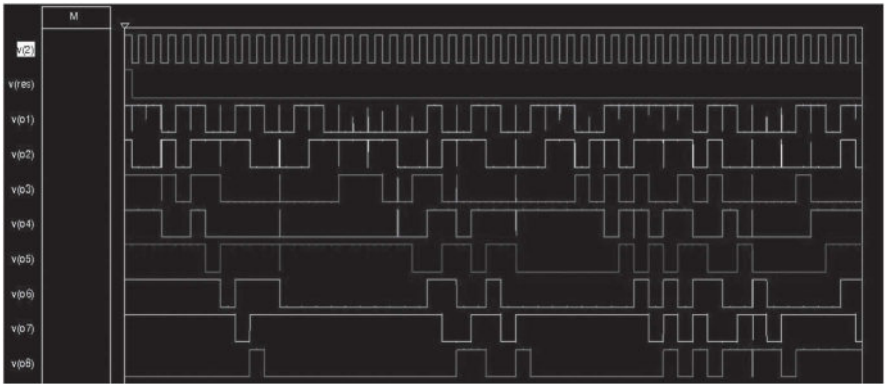 M
v(2)
v(res)
v(o1)
v(o2)
v(o3)
v(o4)
v(o5)
v(o6)
v(o7)
v(o8)